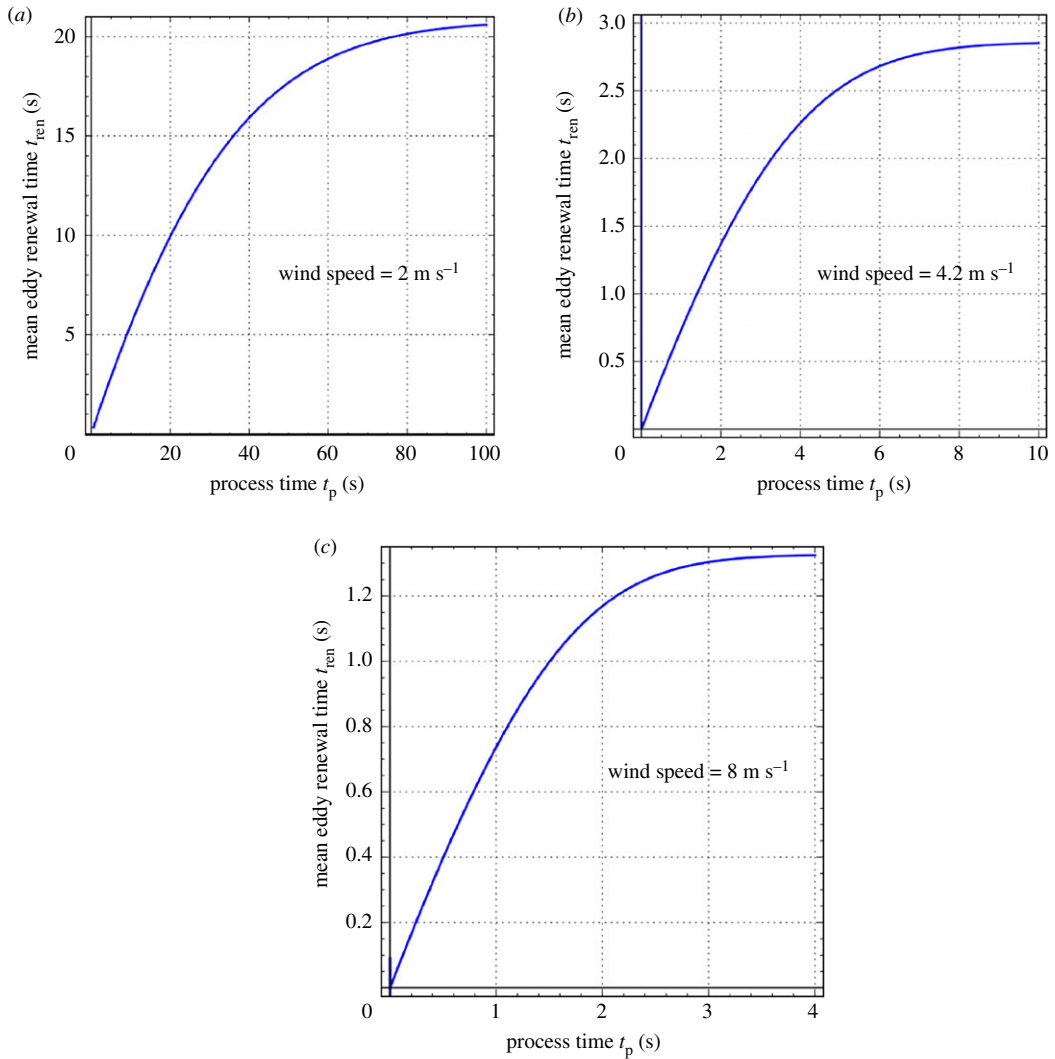 (a)
20
15
10
5
0
mean eddy renewal time t_ren (s)
wind speed = 2 m s⁻¹
0 20 40 60 80 100
process time t_p (s)
(b)
3.0
2.5
2.0
1.5
1.0
0.5
mean eddy renewal time t_ren (s)
wind speed = 4.2 m s⁻¹
0 2 4 6 8 10
process time t_p (s)
(c)
1.2
1.0
0.8
0.6
0.4
0.2
mean eddy renewal time t_ren (s)
wind speed = 8 m s⁻¹
0 1 2 3 4
process time t_p (s)